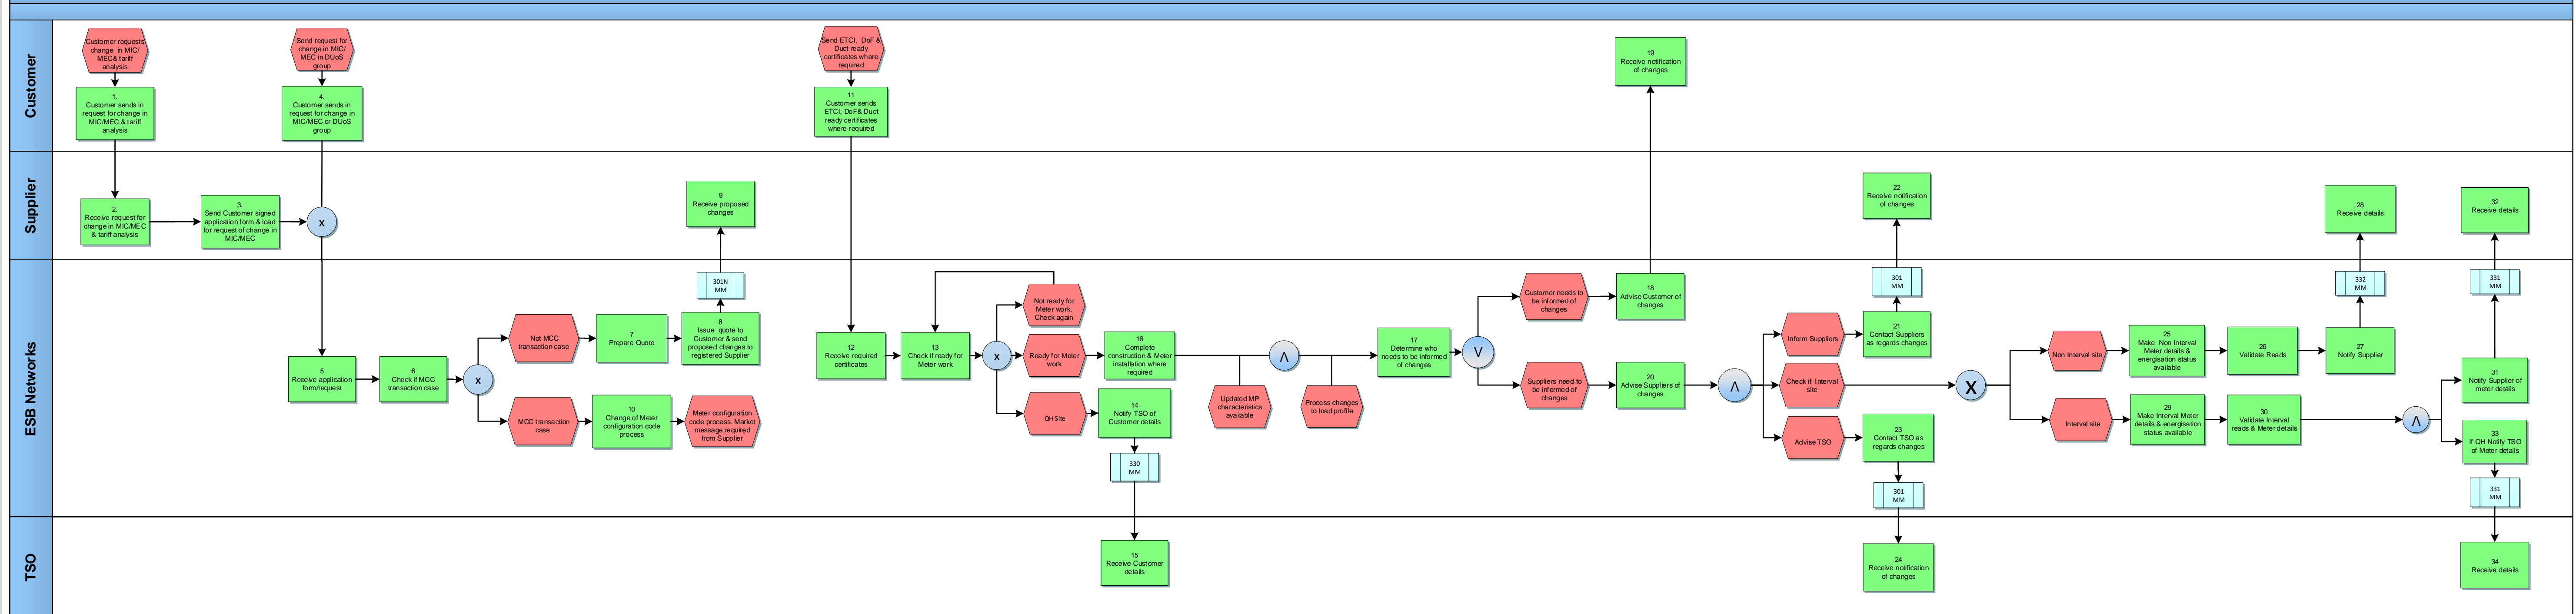 Customer
Customer requests
change in MIC/
MEC& tariff
analysis
1.
Customer sends in
request for change in
MIC/MEC & tariff
analysis
Send request for
change in MIC/
MEC in DUoS
group
4.
Customer sends in
request for change in
MIC/MEC or DUoS
group
Send ETCI, DoF &
Duct ready
certificates where
required
11
Customer sends
ETCI, DoF& Duct
ready certificates
where required
19
Receive notification
of changes
Supplier
2.
Receive request for
change in MIC/MEC
& tariff analysis
3.
Send Customer signed
application form & load
for request of change in
MIC/MEC
X
9
Receive proposed
changes
22
Receive notification
of changes
28
Receive details
32
Receive details
ESB Networks
5
Receive application
form/request
6
Check if MCC
transaction case
X
Not MCC
transaction case
7
Prepare Quote
8
Issue quote to
Customer & send
proposed changes to
registered Supplier
301N
MM
MCC transaction
case
10
Change of Meter
configuration code
process
Meter configuration
code process. Market
message required
from Supplier
12
Receive required
certificates
13
Check if ready for
Meter work
X
Not ready for
Meter work.
Check again
Ready for Meter
work
16
Complete
construction & Meter
installation where
required
QH Site
14
Notify TSO of
Customer details
330
MM
Λ
Updated MP
characteristics
available
Process changes
to load profile
17
Determine who
needs to be informed
of changes
V
Customer needs to
be informed of
changes
18
Advise Customer of
changes
Suppliers need to
be informed of
changes
20
Advise Suppliers of
changes
Λ
Inform Suppliers
21
Contact Suppliers
as regards changes
301
MM
Check if Interval
site
Advise TSO
23
Contact TSO as
regards changes
301
MM
X
Non Interval site
25
Make Non Interval
Meter details &
energisation status
available
26
Validate Reads
27
Notify Supplier
332
MM
Interval site
29
Make Interval Meter
details & energisation
status available
30
Validate Interval
reads & Meter details
Λ
331
MM
31
Notify Supplier of
meter details
33
If QH Notify TSO
of Meter details
331
MM
TSO
15
Receive Customer
details
24
Receive notification
of changes
34
Receive details